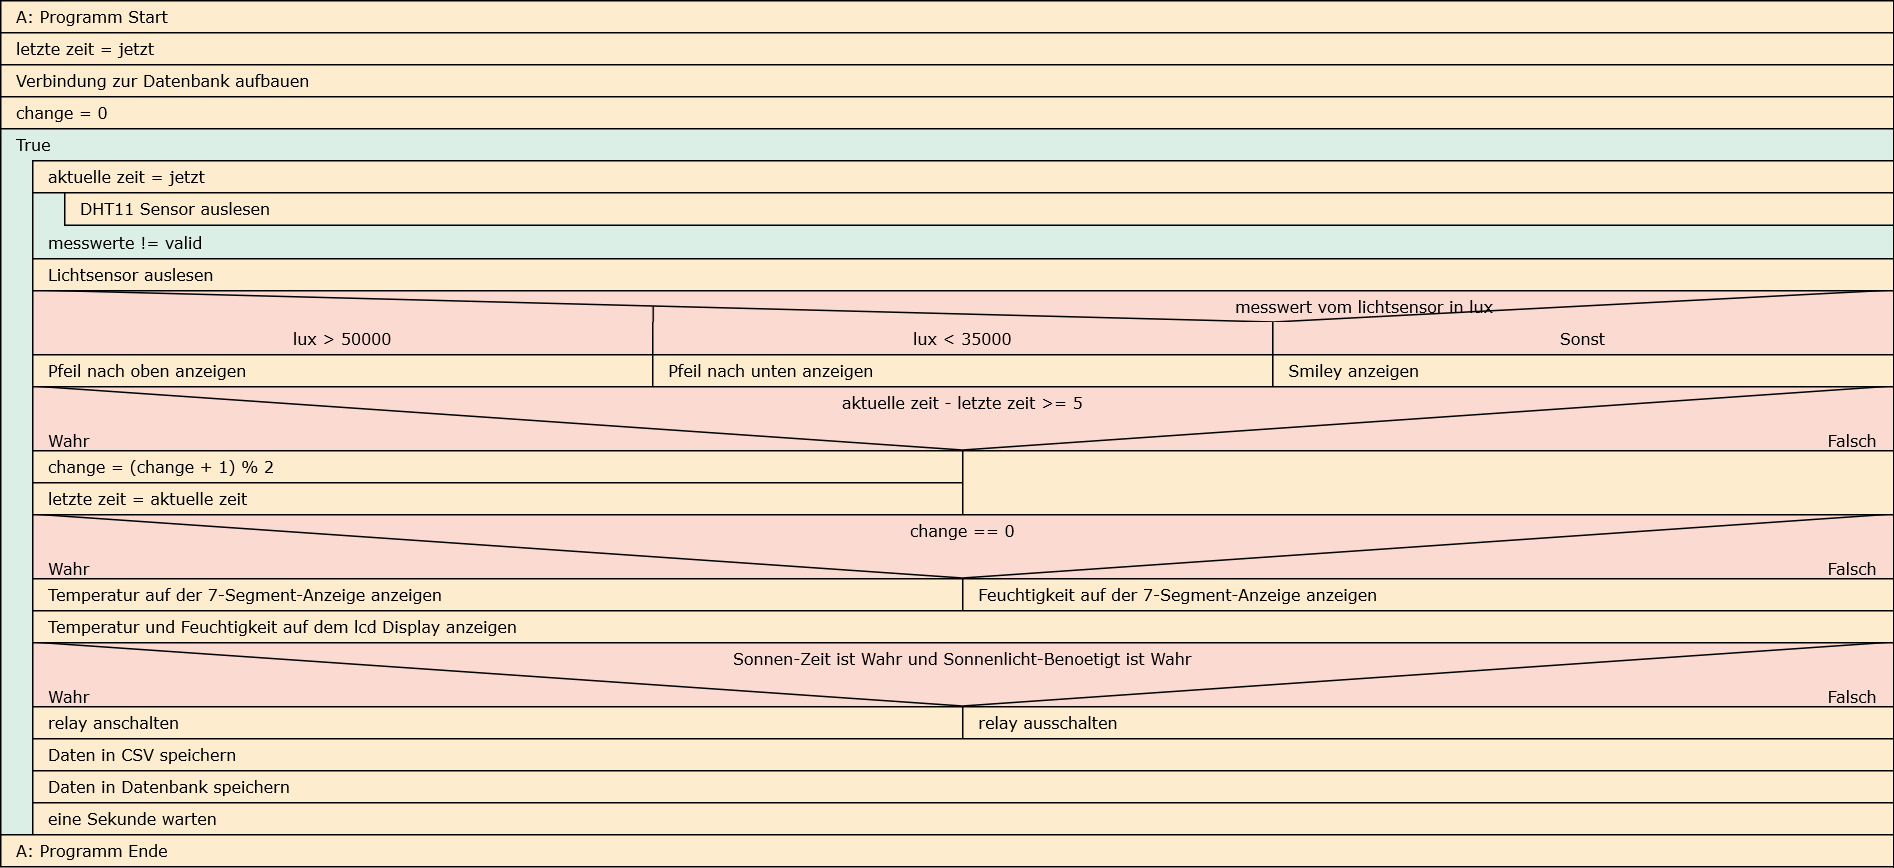 A: Programm Start
letzte zeit = jetzt
Verbindung zur Datenbank aufbauen
change = 0
True
aktuelle zeit = jetzt
DHT11 Sensor auslesen
messwerte != valid
Lichtsensor auslesen
messwert vom lichtsensor in lux
lux > 50000
lux < 35000
Sonst
Pfeil nach oben anzeigen
Pfeil nach unten anzeigen
Smiley anzeigen
aktuelle zeit - letzte zeit >= 5
Wahr
Falsch
change = (change + 1) % 2
letzte zeit = aktuelle zeit
change == 0
Wahr
Falsch
Temperatur auf der 7-Segment-Anzeige anzeigen
Feuchtigkeit auf der 7-Segment-Anzeige anzeigen
Temperatur und Feuchtigkeit auf dem lcd Display anzeigen
Sonnen-Zeit ist Wahr und Sonnenlicht-Benoetigt ist Wahr
Wahr
Falsch
relay anschalten
relay ausschalten
Daten in CSV speichern
Daten in Datenbank speichern
eine Sekunde warten
A: Programm Ende